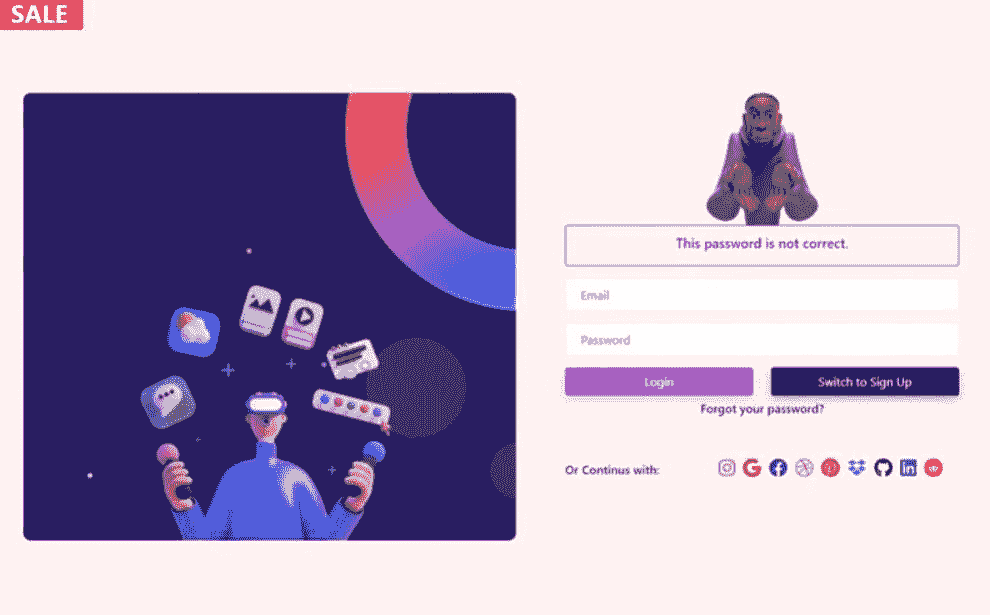 SALE
This password is not correct.
Email
Password
Login
Switch to Sign Up
Forgot your password?
Or Continus with: